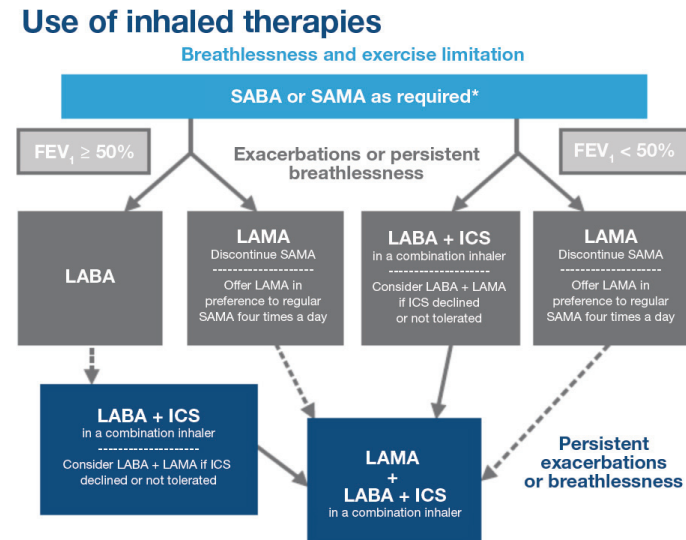 Use of inhaled therapies
Breathlessness and exercise limitation
SABA or SAMA as required*
FEV₁ ≥ 50%
Exacerbations or persistent
breathlessness
FEV₁ < 50%
LABA
LAMA
Discontinue SAMA
--------------------
Offer LAMA in
preference to regular
SAMA four times a day
LABA + ICS
in a combination inhaler
--------------------
Consider LABA + LAMA
if ICS declined
or not tolerated
LAMA
Discontinue SAMA
--------------------
Offer LAMA in
preference to regular
SAMA four times a day
LABA + ICS
in a combination inhaler
--------------------
Consider LABA + LAMA if ICS
declined or not tolerated
LAMA
+
LABA + ICS
in a combination inhaler
Persistent
exacerbations
or breathlessness